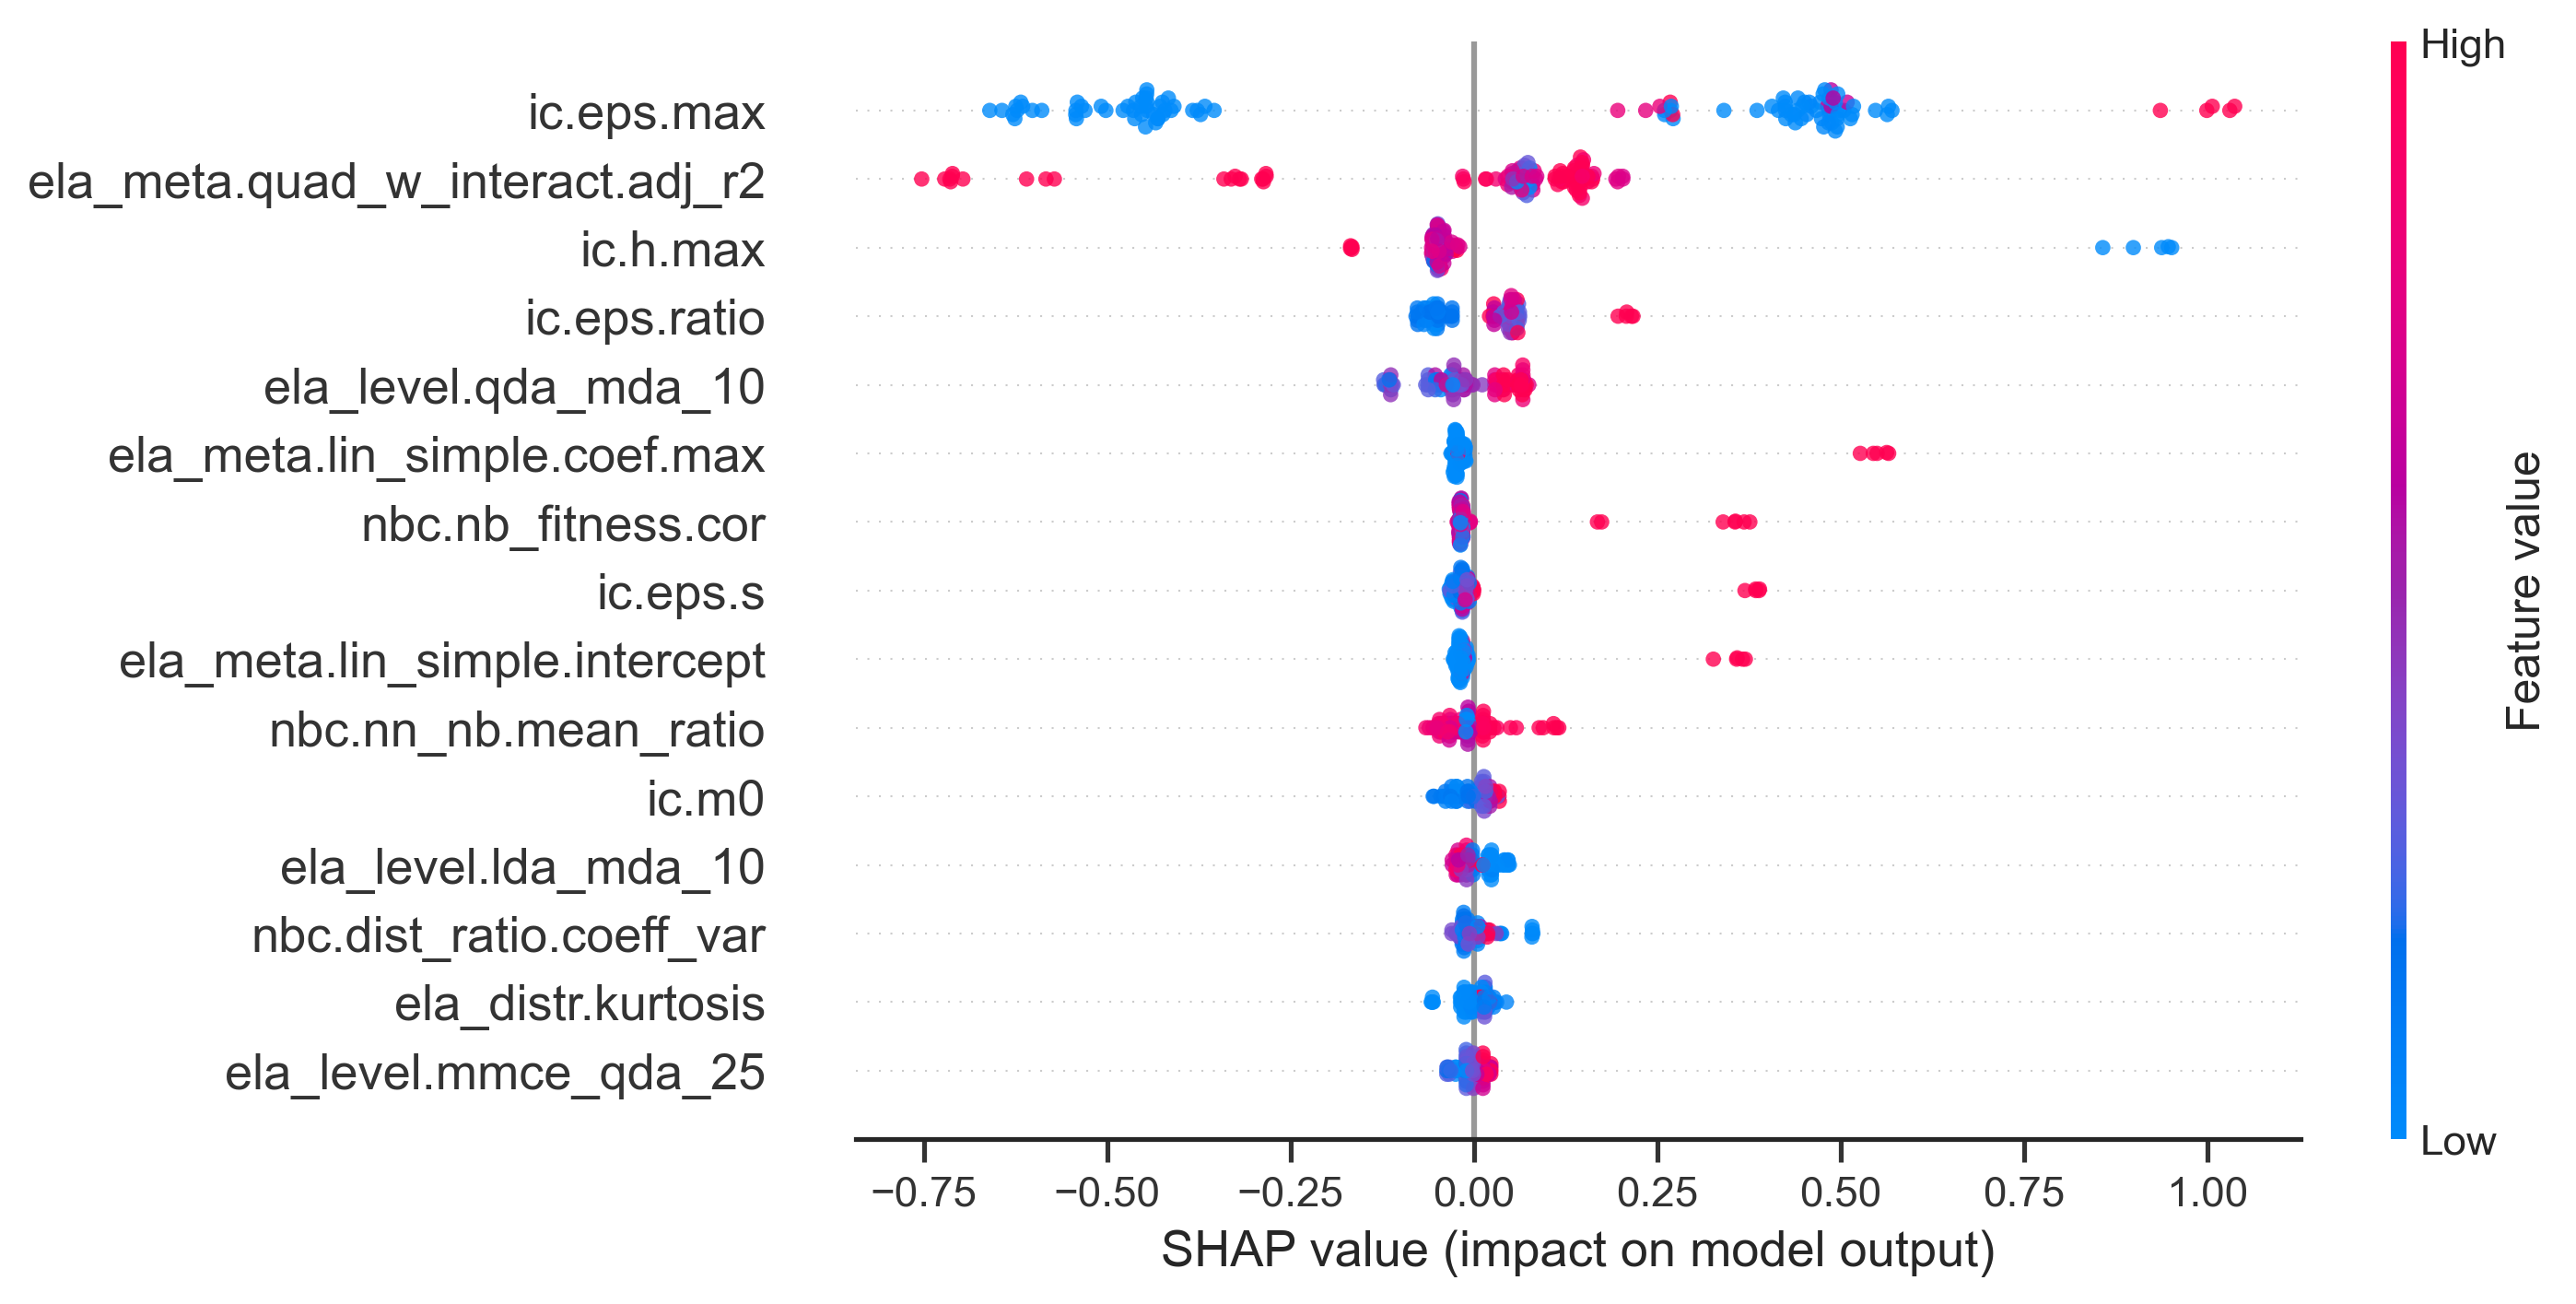 High
ic.eps.max
ela_meta.quad_w_interact.adj_r2
ic.h.max
ic.eps.ratio
ela_level.qda_mda_10
ela_meta.lin_simple.coef.max
nbc.nb_fitness.cor
ic.eps.s
ela_meta.lin_simple.intercept
nbc.nn_nb.mean_ratio
ic.m0
ela_level.lda_mda_10
nbc.dist_ratio.coeff_var
ela_distr.kurtosis
ela_level.mmce_qda_25
Feature value
Low
−0.75 −0.50 −0.25 0.00 0.25 0.50 0.75 1.00
SHAP value (impact on model output)